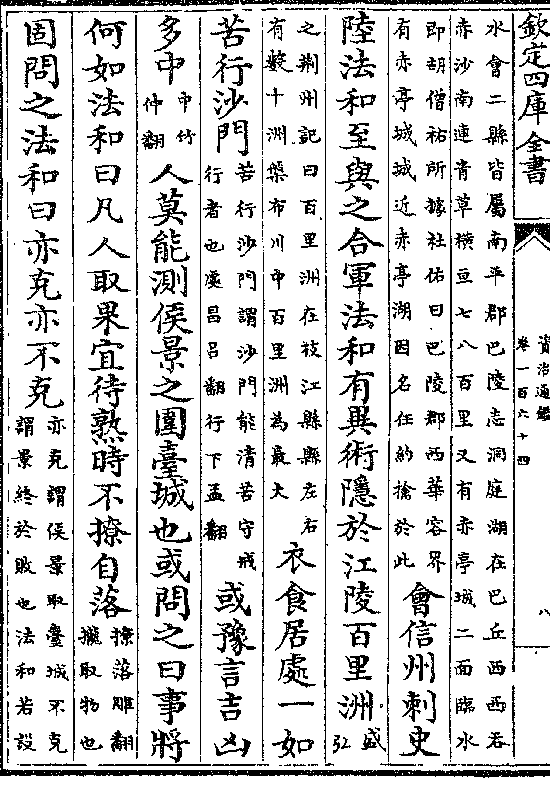 欽定四庫全書
資治通鑑
卷一百六十四
八
水會二縣皆屬南平郡巴陵志洞庭湖在巴丘西西吞
赤沙南連青草橫亘七八百里又有赤亭城二面臨水
即胡僧祐所據杜佑曰巴陵郡西華容界
有赤亭城城近赤亭湖因名任約擒於此
會信州刺史
陸法和至與之合軍法和有異術隱於江陵百里洲
盛
弘
之荆州記曰百里洲在枝江縣縣左右
有數十洲槃布川中百里洲為最大
衣食居處一如
苦行沙門
苦行沙門謂沙門能清苦守戒
行者也處昌呂翻行下孟翻
或豫言吉凶
多中
中竹
仲翻
人莫能測侯景之圍臺城也或問之曰事將
何如法和曰凡人取果宜待熟時不撩自落
撩落雕翻
攏取物也
固問之法和曰亦克亦不克
亦克謂侯景取臺城不克
謂景終於敗也法和若設